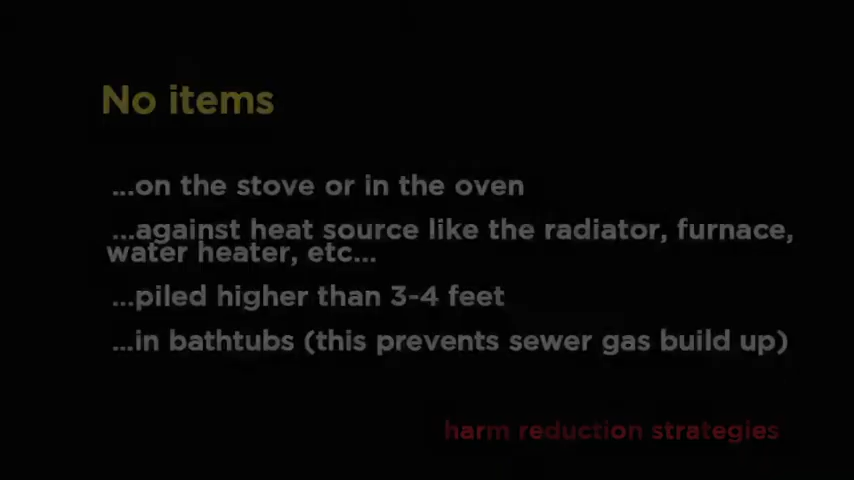 No items
...on the stove or in the oven
...against heat source like the radiator, furnace,
water heater, etc...
...piled higher than 3-4 feet
...in bathtubs (this prevents sewer gas build up)
harm reduction strategies